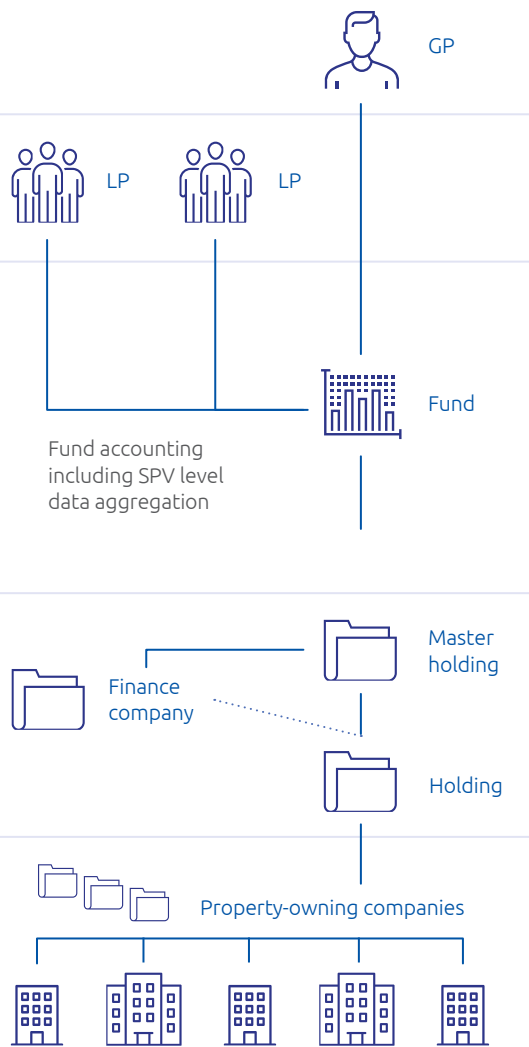 GP
LP
LP
Fund
Fund accounting
including SPV level
data aggregation
Master
holding
Finance
company
Holding
Property-owning companies